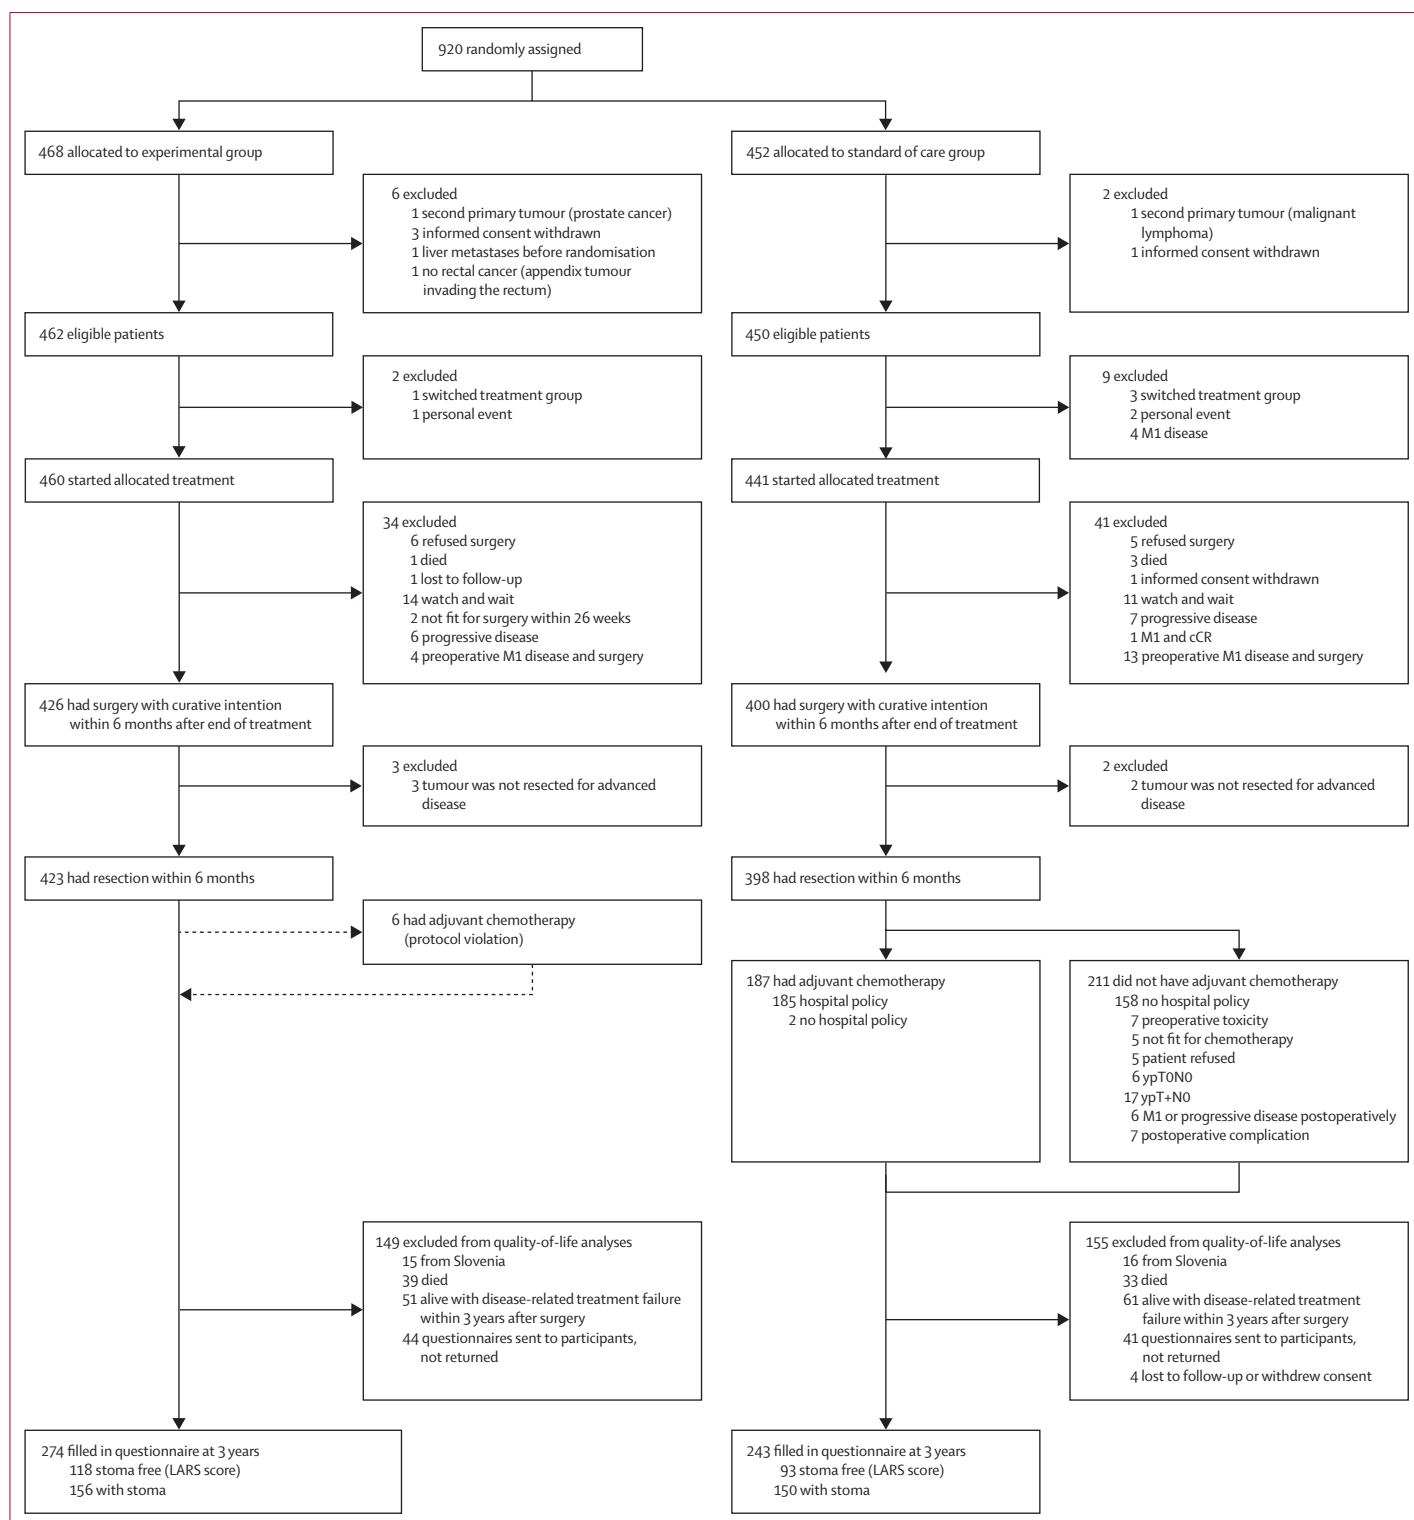 920 randomly assigned
468 allocated to experimental group
452 allocated to standard of care group
6 excluded
1 second primary tumour (prostate cancer)
3 informed consent withdrawn
1 liver metastases before randomisation
1 no rectal cancer (appendix tumour
invading the rectum)
2 excluded
1 second primary tumour (malignant
lymphoma)
1 informed consent withdrawn
462 eligible patients
450 eligible patients
2 excluded
1 switched treatment group
1 personal event
9 excluded
3 switched treatment group
2 personal event
4 M1 disease
460 started allocated treatment
441 started allocated treatment
34 excluded
6 refused surgery
1 died
1 lost to follow-up
14 watch and wait
2 not fit for surgery within 26 weeks
6 progressive disease
4 preoperative M1 disease and surgery
41 excluded
5 refused surgery
3 died
1 informed consent withdrawn
11 watch and wait
7 progressive disease
1 M1 and cCR
13 preoperative M1 disease and surgery
426 had surgery with curative intention
within 6 months after end of treatment
400 had surgery with curative intention
within 6 months after end of treatment
3 excluded
3 tumour was not resected for advanced
disease
2 excluded
2 tumour was not resected for advanced
disease
423 had resection within 6 months
398 had resection within 6 months
6 had adjuvant chemotherapy
(protocol violation)
187 had adjuvant chemotherapy
185 hospital policy
2 no hospital policy
211 did not have adjuvant chemotherapy
158 no hospital policy
7 preoperative toxicity
5 not fit for chemotherapy
5 patient refused
6 ypT0N0
17 ypT+N0
6 M1 or progressive disease postoperatively
7 postoperative complication
149 excluded from quality-of-life analyses
15 from Slovenia
39 died
51 alive with disease-related treatment failure
within 3 years after surgery
44 questionnaires sent to participants,
not returned
155 excluded from quality-of-life analyses
16 from Slovenia
33 died
61 alive with disease-related treatment
failure within 3 years after surgery
41 questionnaires sent to participants,
not returned
4 lost to follow-up or withdrew consent
274 filled in questionnaire at 3 years
118 stoma free (LARS score)
156 with stoma
243 filled in questionnaire at 3 years
93 stoma free (LARS score)
150 with stoma